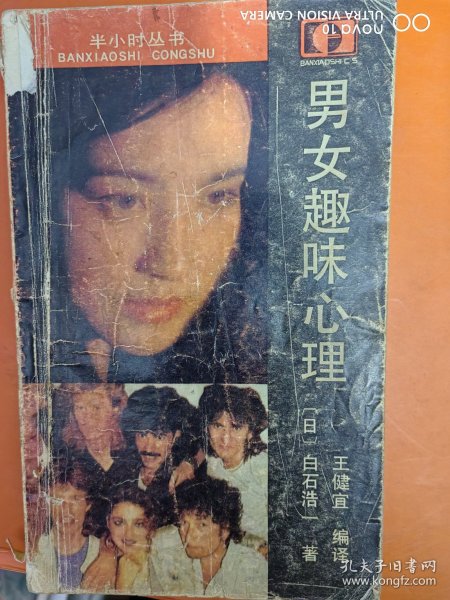 nova 10
ULTRA VISION CAMERA
半小时丛书
BANXIAOSHI CONGSHU
BANXIAOSHI C S
男女趣味心理
〔日〕白石浩一 著
王健宜 编译
孔夫子旧书网
www.kongfz.com